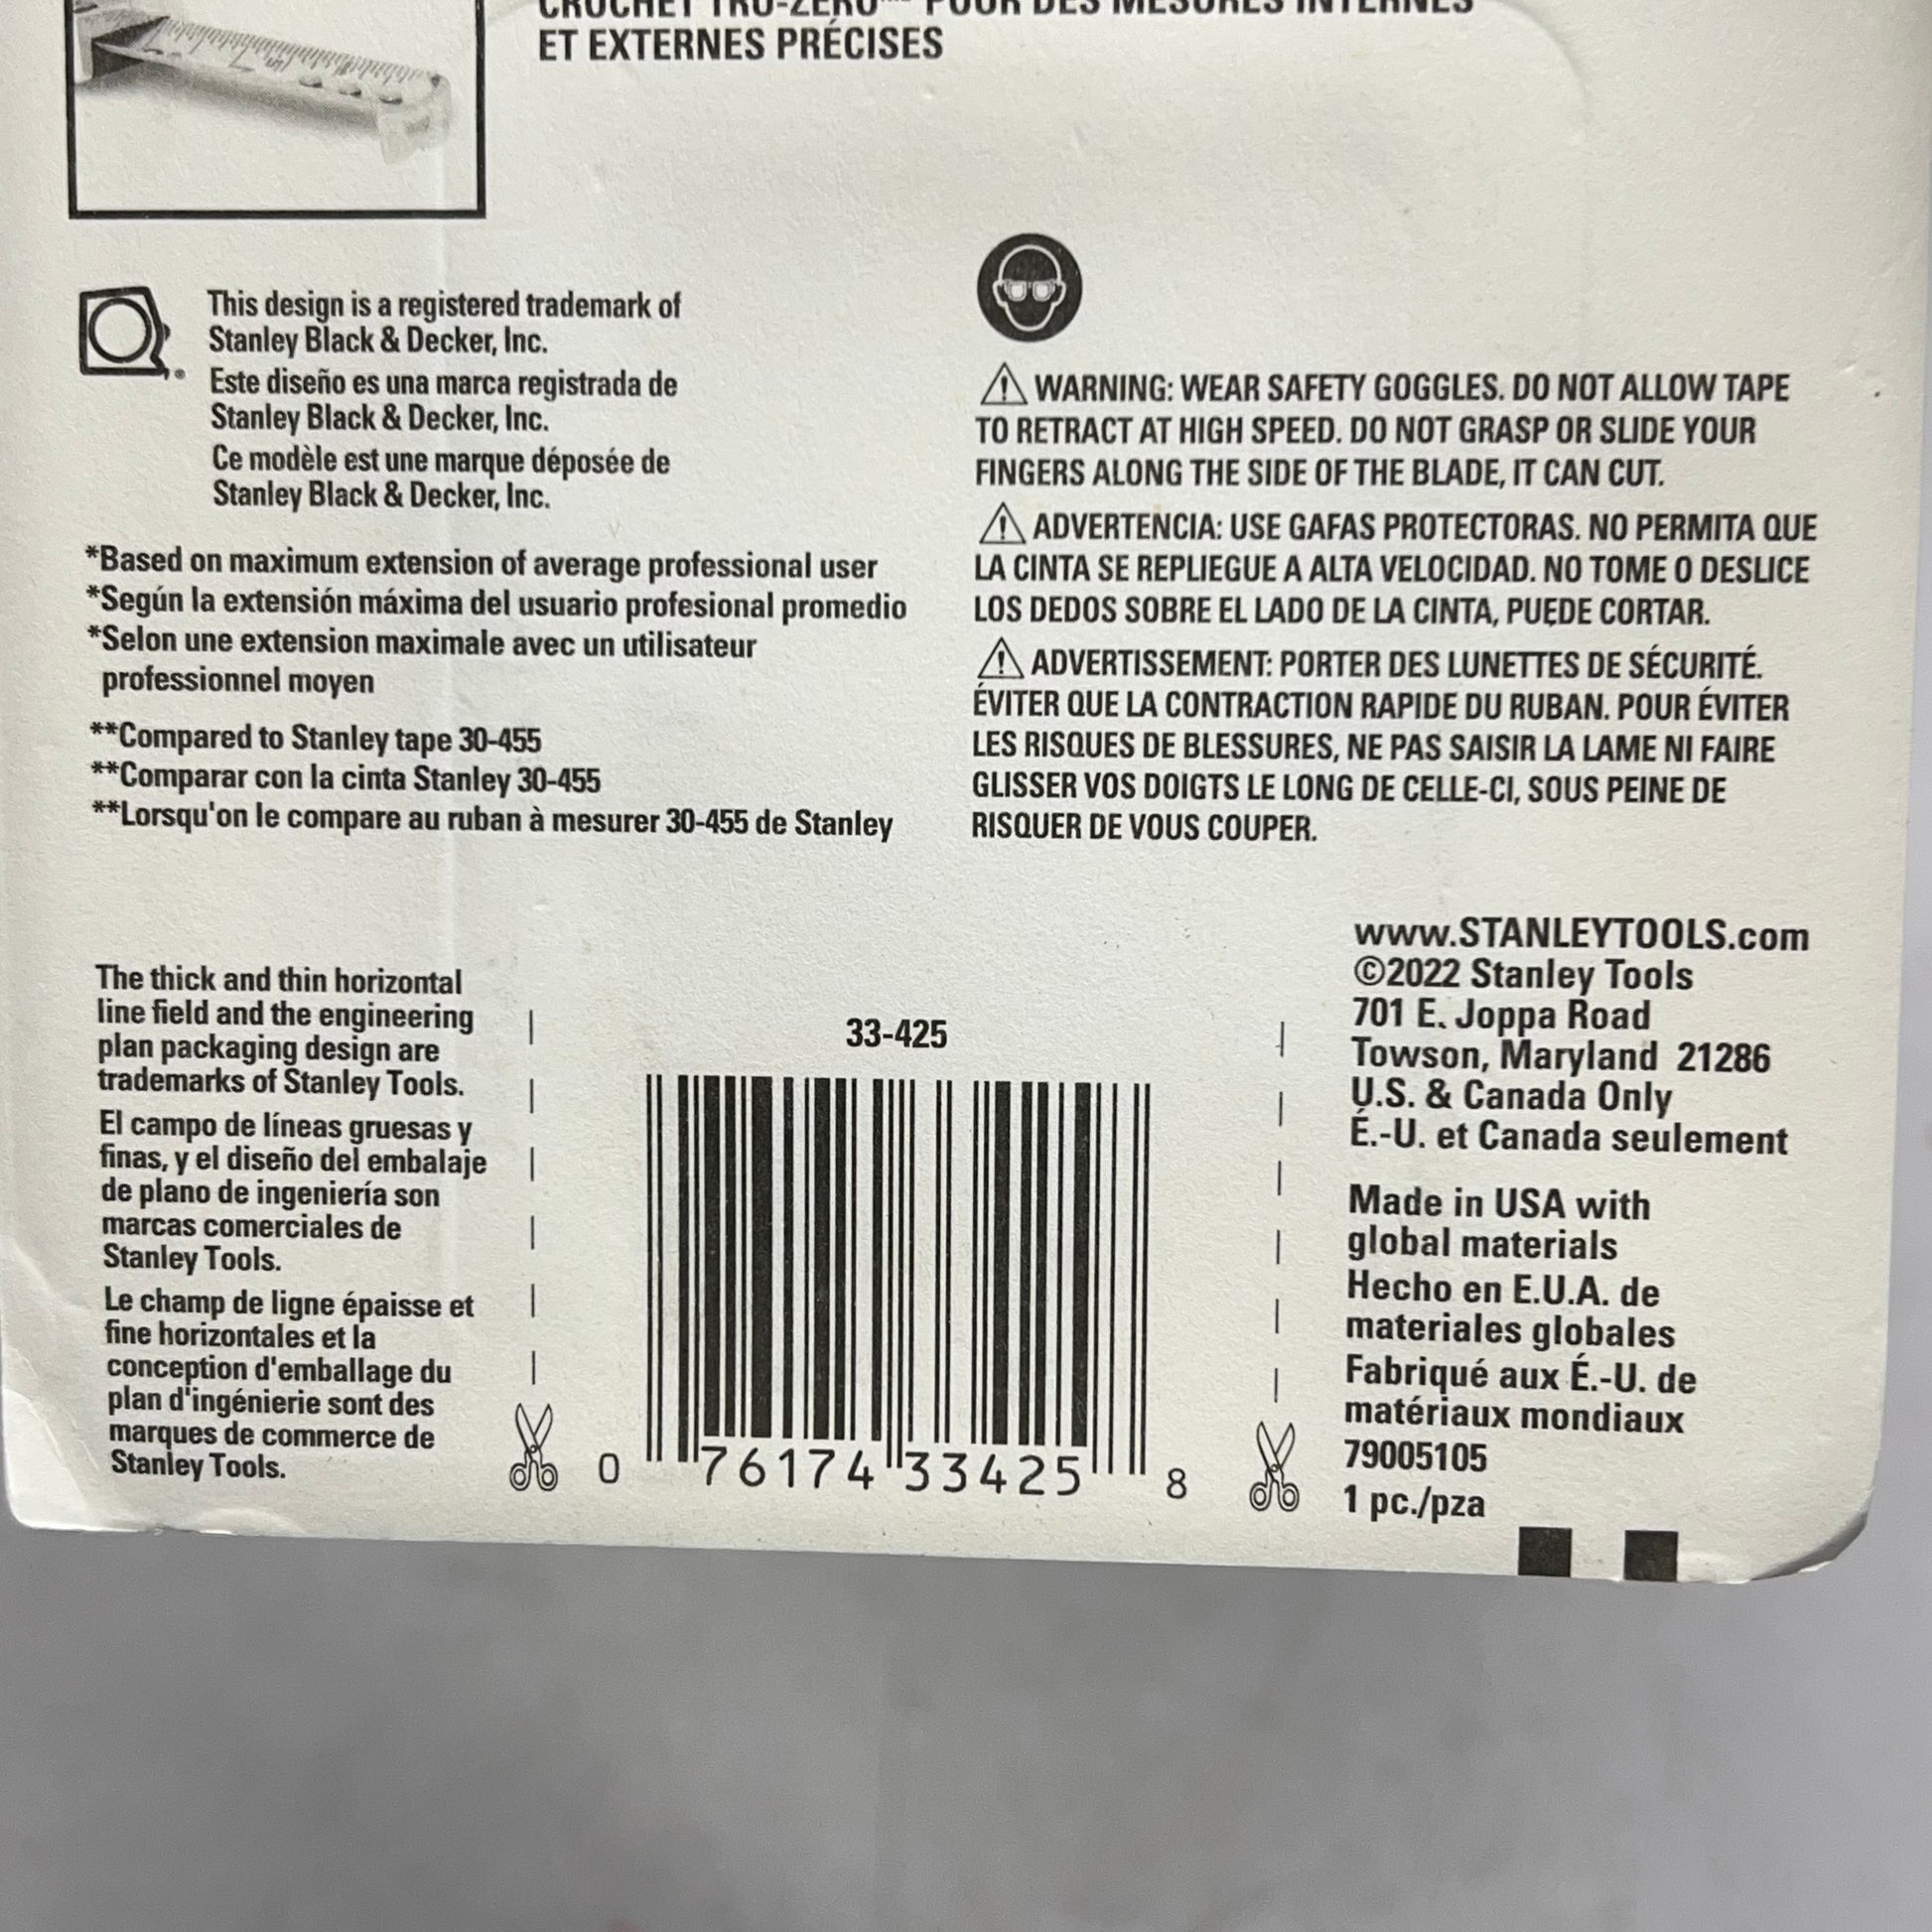 CROCHET TRU-ZERO™ POUR DES MESURES INTERNES
ET EXTERNES PRÉCISES
This design is a registered trademark of
Stanley Black & Decker, Inc.
Este diseño es una marca registrada de
Stanley Black & Decker, Inc.
Ce modèle est une marque déposée de
Stanley Black & Decker, Inc.
®
*Based on maximum extension of average professional user
*Según la extensión máxima del usuario profesional promedio
*Selon une extension maximale avec un utilisateur
professionnel moyen
**Compared to Stanley tape 30-455
**Comparar con la cinta Stanley 30-455
**Lorsqu'on le compare au ruban à mesurer 30-455 de Stanley
⚠ WARNING: WEAR SAFETY GOGGLES. DO NOT ALLOW TAPE
TO RETRACT AT HIGH SPEED. DO NOT GRASP OR SLIDE YOUR
FINGERS ALONG THE SIDE OF THE BLADE, IT CAN CUT.
⚠ ADVERTENCIA: USE GAFAS PROTECTORAS. NO PERMITA QUE
LA CINTA SE REPLIEGUE A ALTA VELOCIDAD. NO TOME O DESLICE
LOS DEDOS SOBRE EL LADO DE LA CINTA, PUEDE CORTAR.
⚠ ADVERTISSEMENT: PORTER DES LUNETTES DE SÉCURITÉ.
ÉVITER QUE LA CONTRACTION RAPIDE DU RUBAN. POUR ÉVITER
LES RISQUES DE BLESSURES, NE PAS SAISIR LA LAME NI FAIRE
GLISSER VOS DOIGTS LE LONG DE CELLE-CI, SOUS PEINE DE
RISQUER DE VOUS COUPER.
The thick and thin horizontal
line field and the engineering
plan packaging design are
trademarks of Stanley Tools.
El campo de líneas gruesas y
finas, y el diseño del embalaje
de plano de ingeniería son
marcas comerciales de
Stanley Tools.
Le champ de ligne épaisse et
fine horizontales et la
conception d'emballage du
plan d'ingénierie sont des
marques de commerce de
Stanley Tools.
33-425
0 76174 33425 8
www.STANLEYTOOLS.com
©2022 Stanley Tools
701 E. Joppa Road
Towson, Maryland 21286
U.S. & Canada Only
É.-U. et Canada seulement
Made in USA with
global materials
Hecho en E.U.A. de
materiales globales
Fabriqué aux É.-U. de
matériaux mondiaux
79005105
1 pc./pza